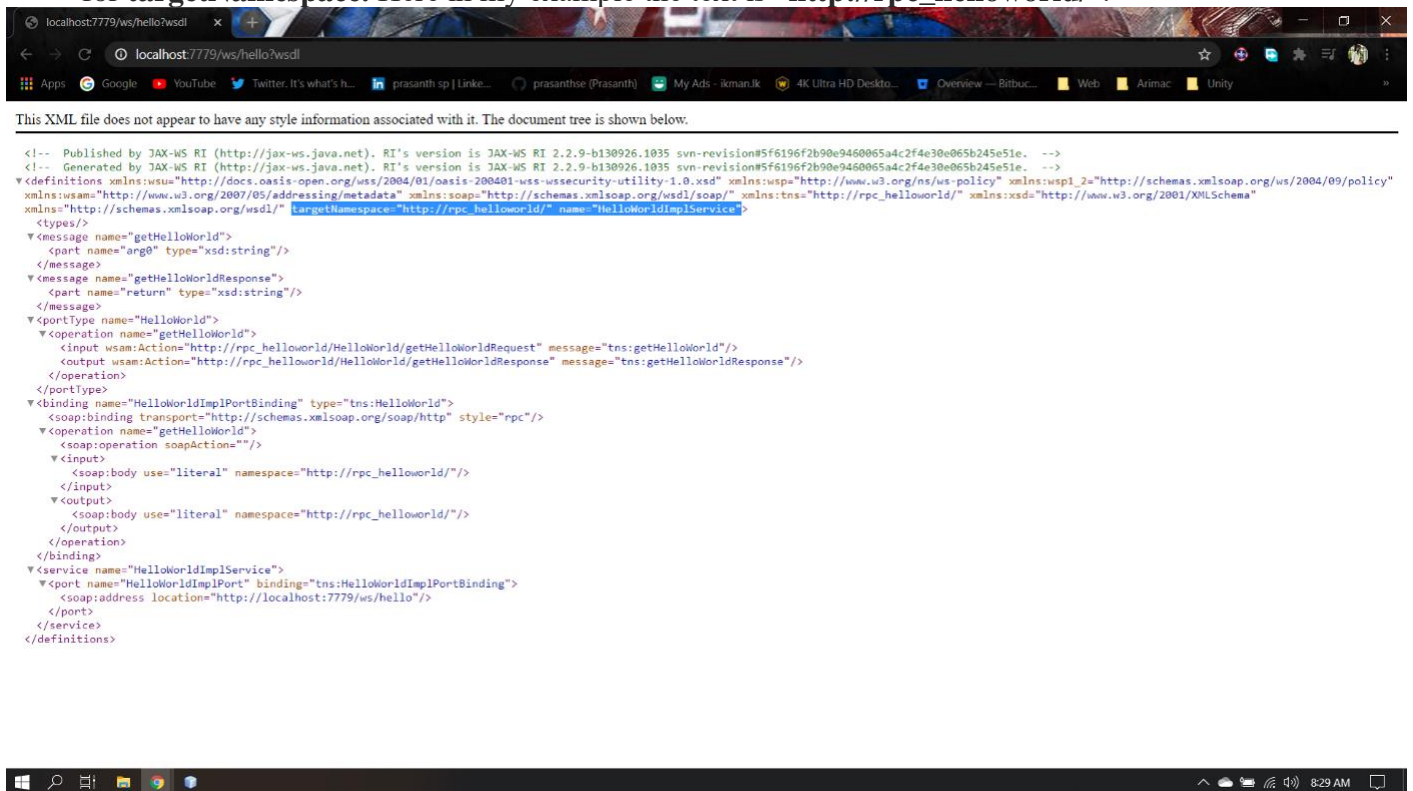 for targetNamespace. Here in my example the text is "http://rpc_helloworld/".
localhost:7779/ws/hello?wsdl
localhost:7779/ws/hello?wsdl
Apps Google YouTube Twitter. It's what's h... prasanth sp | Linke... prasanthse (Prasanth) My Ads - ikman.lk 4K Ultra HD Deskto... Overview — Bitbuc... Web Arimac Unity »
This XML file does not appear to have any style information associated with it. The document tree is shown below.
<!-- Published by JAX-WS RI (http://jax-ws.java.net). RI's version is JAX-WS RI 2.2.9-b130926.1035 svn-revision#5f6196f2b90e9460065a4c2f4e30e065b245e51e. -->
<!-- Generated by JAX-WS RI (http://jax-ws.java.net). RI's version is JAX-WS RI 2.2.9-b130926.1035 svn-revision#5f6196f2b90e9460065a4c2f4e30e065b245e51e. -->
▼<definitions xmlns:wsu="http://docs.oasis-open.org/wss/2004/01/oasis-200401-wss-wssecurity-utility-1.0.xsd" xmlns:wsp="http://www.w3.org/ns/ws-policy" xmlns:wsp1_2="http://schemas.xmlsoap.org/ws/2004/09/policy"
xmlns:wsam="http://www.w3.org/2007/05/addressing/metadata" xmlns:soap="http://schemas.xmlsoap.org/wsdl/soap/" xmlns:tns="http://rpc_helloworld/" xmlns:xsd="http://www.w3.org/2001/XMLSchema"
xmlns="http://schemas.xmlsoap.org/wsdl/" targetNamespace="http://rpc_helloworld/" name="HelloWorldImplService">
<types/>
▼<message name="getHelloWorld">
<part name="arg0" type="xsd:string"/>
</message>
▼<message name="getHelloWorldResponse">
<part name="return" type="xsd:string"/>
</message>
▼<portType name="HelloWorld">
▼<operation name="getHelloWorld">
<input wsam:Action="http://rpc_helloworld/HelloWorld/getHelloWorldRequest" message="tns:getHelloWorld"/>
<output wsam:Action="http://rpc_helloworld/HelloWorld/getHelloWorldResponse" message="tns:getHelloWorldResponse"/>
</operation>
</portType>
▼<binding name="HelloWorldImplPortBinding" type="tns:HelloWorld">
<soap:binding transport="http://schemas.xmlsoap.org/soap/http" style="rpc"/>
▼<operation name="getHelloWorld">
<soap:operation soapAction=""/>
▼<input>
<soap:body use="literal" namespace="http://rpc_helloworld/"/>
</input>
▼<output>
<soap:body use="literal" namespace="http://rpc_helloworld/"/>
</output>
</operation>
</binding>
▼<service name="HelloWorldImplService">
▼<port name="HelloWorldImplPort" binding="tns:HelloWorldImplPortBinding">
<soap:address location="http://localhost:7779/ws/hello"/>
</port>
</service>
</definitions>
8:29 AM